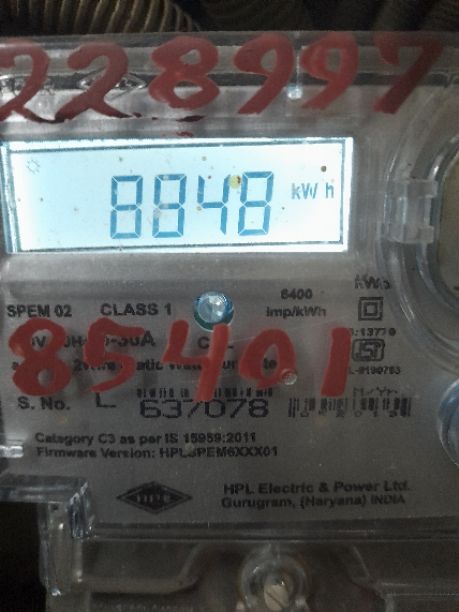 228997
8848 kW h
SPEM 02 CLASS 1 6400 imp/kWh
85401
S. No. 637078
Category C3 as per IS 15959:2011
Firmware Version:
HPL
HPL Electric & Power Ltd.
Gurugram, (Haryana) INDIA